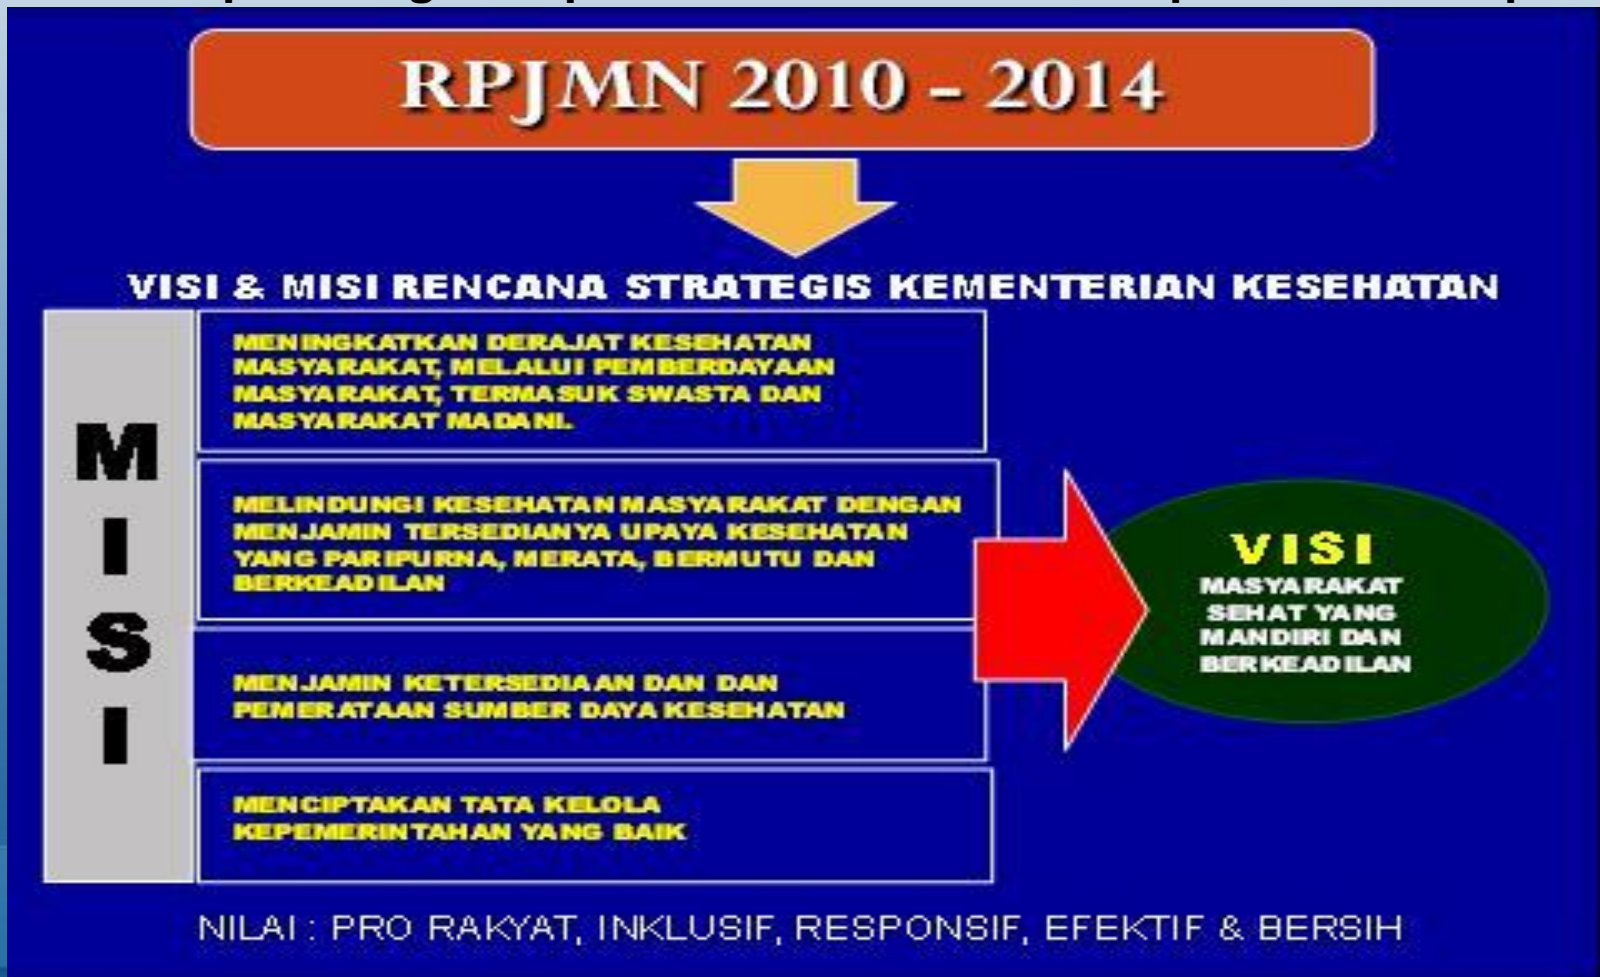 RPJMN 2010 - 2014
VISI & MISI RENCANA STRATEGIS KEMENTERIAN KESEHATAN
MISI
MENINGKATKAN DERAJAT KESEHATAN
MASYARAKAT, MELALUI PEMBERDAYAAN
MASYARAKAT, TERMASUK SWASTA DAN
MASYARAKAT MADANI.
MELINDUNGI KESEHATAN MASYARAKAT DENGAN
MENJAMIN TERSEDIANYA UPAYA KESEHATAN
YANG PARIPURNA, MERATA, BERMUTU DAN
BERKEADILAN
MENJAMIN KETERSEDIAAN DAN DAN
PEMERATAAN SUMBER DAYA KESEHATAN
MENCIPTAKAN TATA KELOLA
KEPEMERINTAHAN YANG BAIK
VISI
MASYARAKAT
SEHAT YANG
MANDIRI DAN
BERKEADILAN
NILAI : PRO RAKYAT, INKLUSIF, RESPONSIF, EFEKTIF & BERSIH